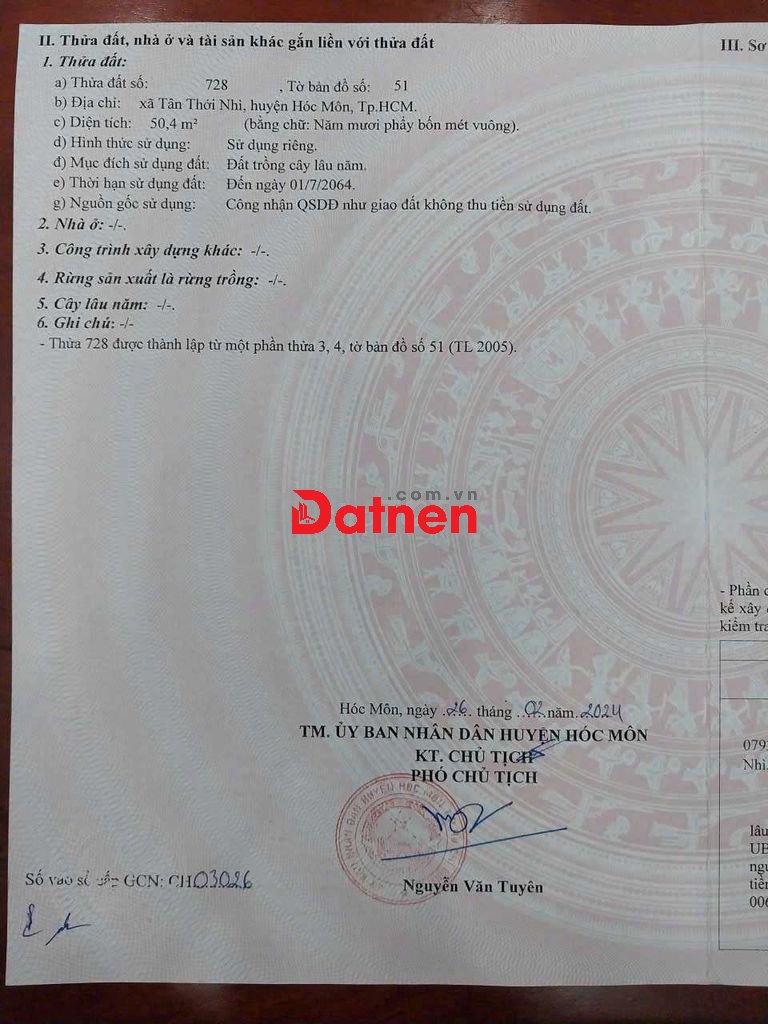 II. Thửa đất, nhà ở và tài sản khác gắn liền với thửa đất
III. Sơ
1. Thửa đất:
a) Thửa đất số: 728 , Tờ bản đồ số: 51
b) Địa chỉ: xã Tân Thới Nhì, huyện Hóc Môn, Tp.HCM.
c) Diện tích: 50,4 m² (bằng chữ: Năm mươi phẩy bốn mét vuông).
d) Hình thức sử dụng: Sử dụng riêng.
đ) Mục đích sử dụng đất: Đất trồng cây lâu năm.
e) Thời hạn sử dụng đất: Đến ngày 01/7/2064.
g) Nguồn gốc sử dụng: Công nhận QSDĐ như giao đất không thu tiền sử dụng đất.
2. Nhà ở: -/-.
3. Công trình xây dựng khác: -/-.
4. Rừng sản xuất là rừng trồng: -/-.
5. Cây lâu năm: -/-.
6. Ghi chú: -/-
- Thửa 728 được thành lập từ một phần thửa 3, 4, tờ bản đồ số 51 (TL 2005).
Datnen
.com.vn
Hóc Môn, ngày 26 tháng 02 năm 2024
TM. ỦY BAN NHÂN DÂN HUYỆN HÓC MÔN
KT. CHỦ TỊCH
PHÓ CHỦ TỊCH
Nguyễn Văn Tuyên
Số vào sổ cấp GCN: CH03026
- Phần
kế xây
kiểm tra
079
Nhì,
lâu
UB
tiền
006